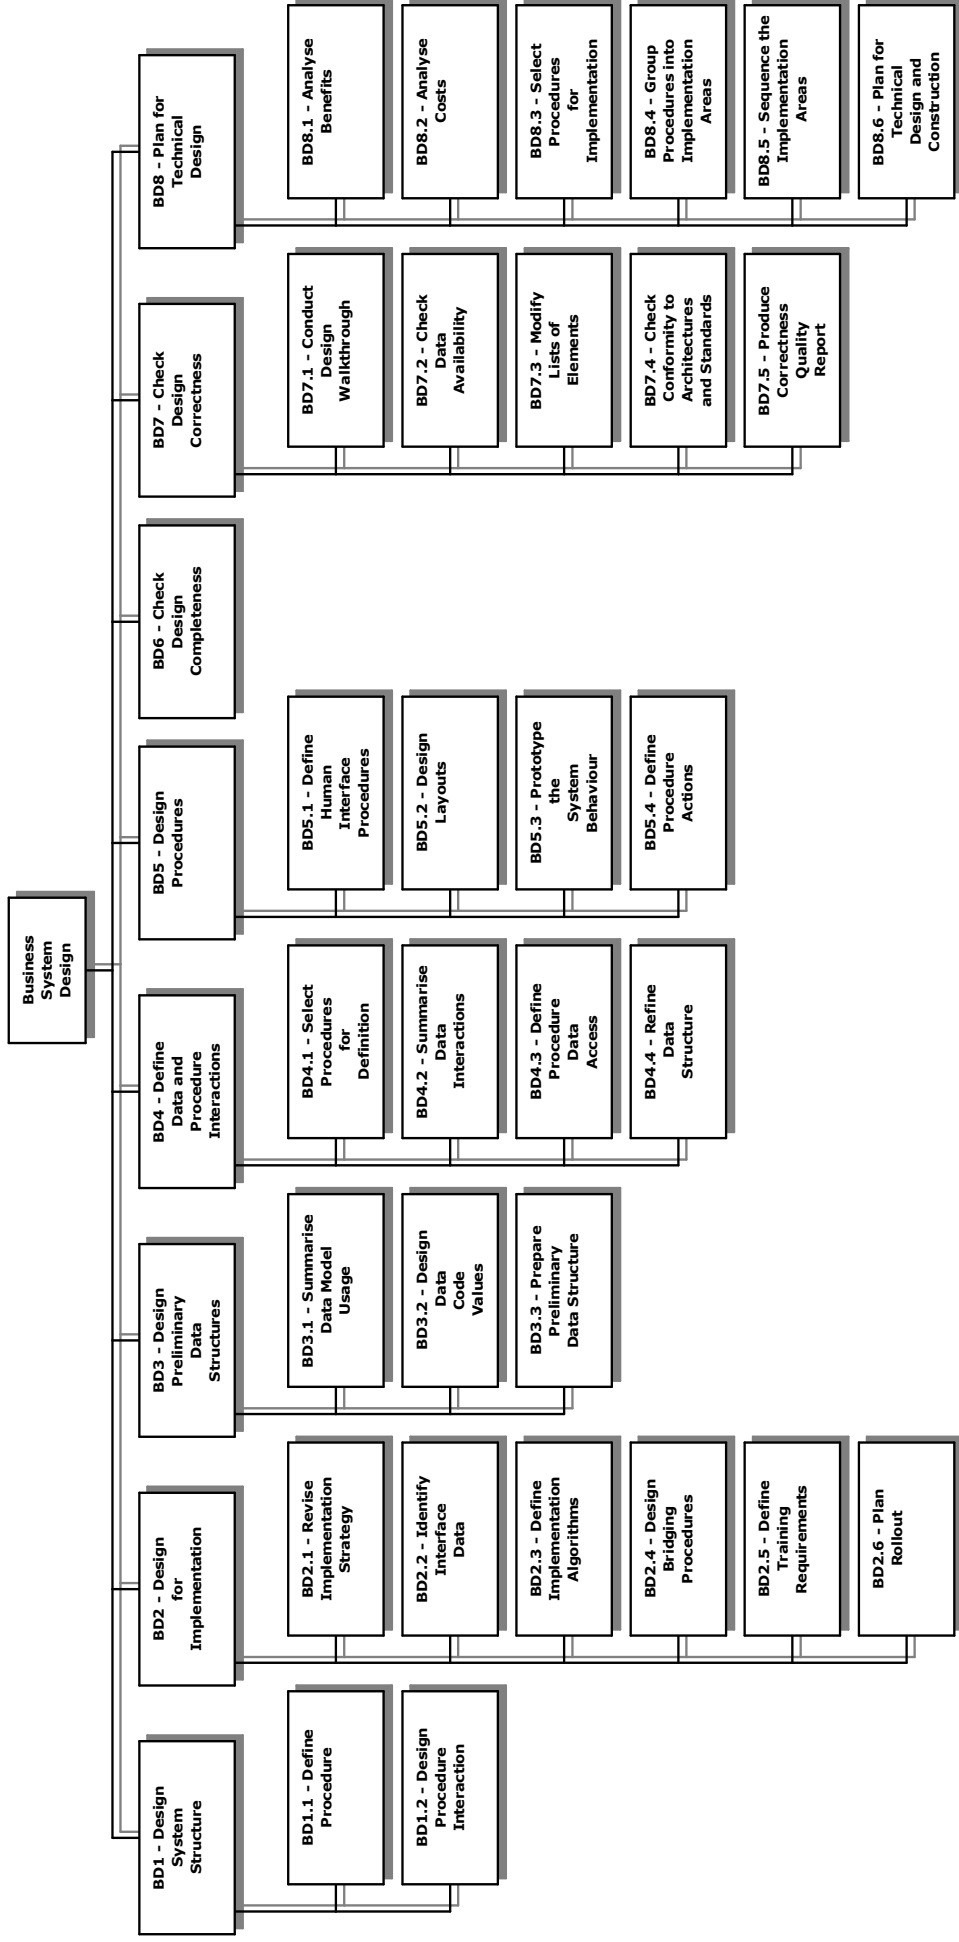 Business
System
Design
BD1 - Design
System
Structure
BD1.1 - Define
Procedure
BD1.2 - Design
Procedure
Interaction
BD2 - Design
for
Implementation
BD2.1 - Revise
Implementation
Strategy
BD2.2 - Identify
Interface
Data
BD2.3 - Define
Implementation
Algorithms
BD2.4 - Design
Bridging
Procedures
BD2.5 - Define
Training
Requirements
BD2.6 - Plan
Rollout
BD3 - Design
Preliminary
Data
Structures
BD3.1 - Summarise
Data Model
Usage
BD3.2 - Design
Data
Code
Values
BD3.3 - Prepare
Preliminary
Data Structure
BD4 - Define
Data and
Procedure
Interactions
BD4.1 - Select
Procedures
for
Definition
BD4.2 - Summarise
Data
Interactions
BD4.3 - Define
Procedure
Data
Access
BD4.4 - Refine
Data
Structure
BD5 - Design
Procedures
BD5.1 - Define
Human
Interface
Procedures
BD5.2 - Design
Layouts
BD5.3 - Prototype
the
System
Behaviour
BD5.4 - Define
Procedure
Actions
BD6 - Check
Design
Completeness
BD7 - Check
Design
Correctness
BD7.1 - Conduct
Design
Walkthrough
BD7.2 - Check
Data
Availability
BD7.3 - Modify
Lists of
Elements
BD7.4 - Check
Conformity to
Architectures
and Standards
BD7.5 - Produce
Correctness
Quality
Report
BD8 - Plan for
Technical
Design
BD8.1 - Analyse
Benefits
BD8.2 - Analyse
Costs
BD8.3 - Select
Procedures
for
Implementation
BD8.4 - Group
Procedures into
Implementation
Areas
BD8.5 - Sequence the
Implementation
Areas
BD8.6 - Plan for
Technical
Design and
Construction